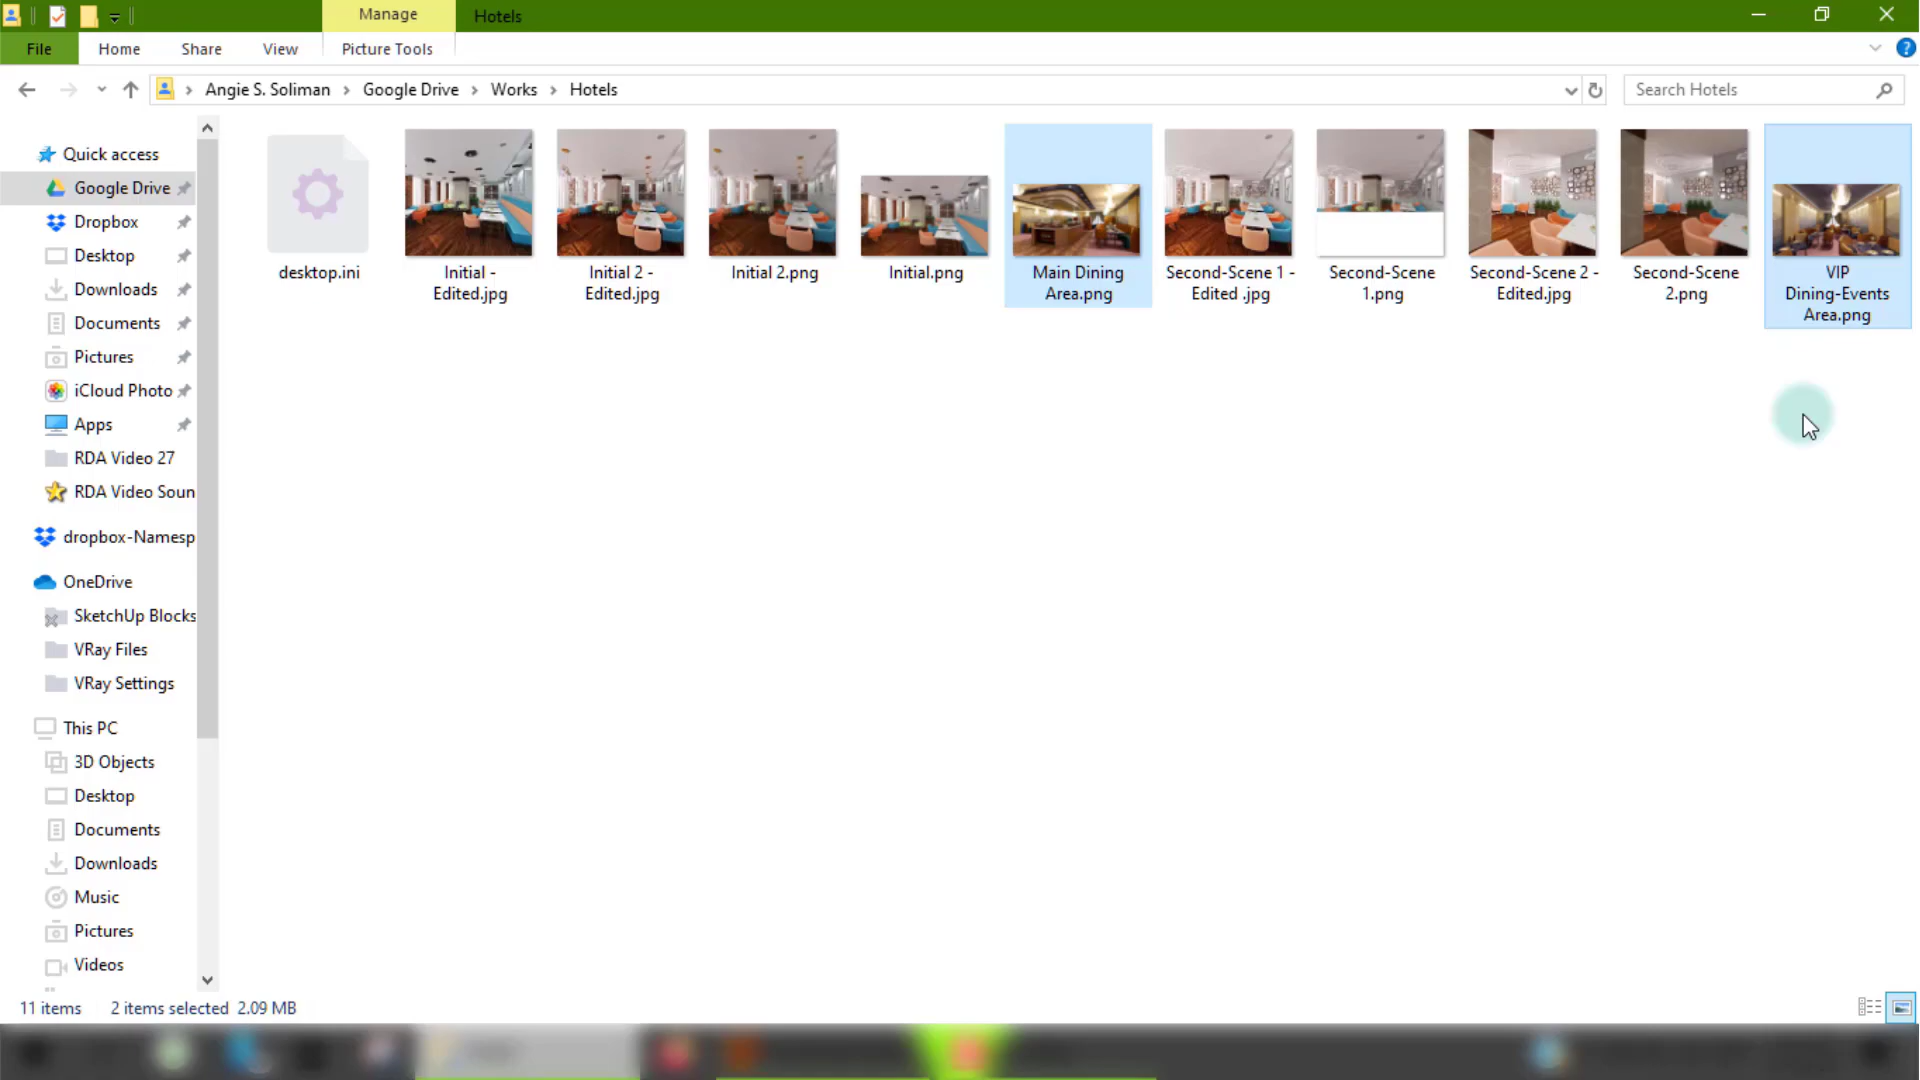 Manage
Hotels
File
Home
Share
View
Picture Tools
Angie S. Soliman
Google Drive
Works
Hotels
Search Hotels
Quick access
Google Drive
Dropbox
Desktop
Downloads
Documents
Pictures
iCloud Photo
Apps
RDA Video 27
RDA Video Soun
dropbox-Namesp
OneDrive
SketchUp Blocks
VRay Files
VRay Settings
This PC
3D Objects
Desktop
Documents
Downloads
Music
Pictures
Videos
desktop.ini
Initial -
Edited.jpg
Initial 2 -
Edited.jpg
Initial 2.png
Initial.png
Main Dining
Area.png
Second-Scene 1 -
Edited .jpg
Second-Scene
1.png
Second-Scene 2 -
Edited.jpg
Second-Scene
2.png
VIP
Dining-Events
Area.png
11 items
2 items selected 2.09 MB